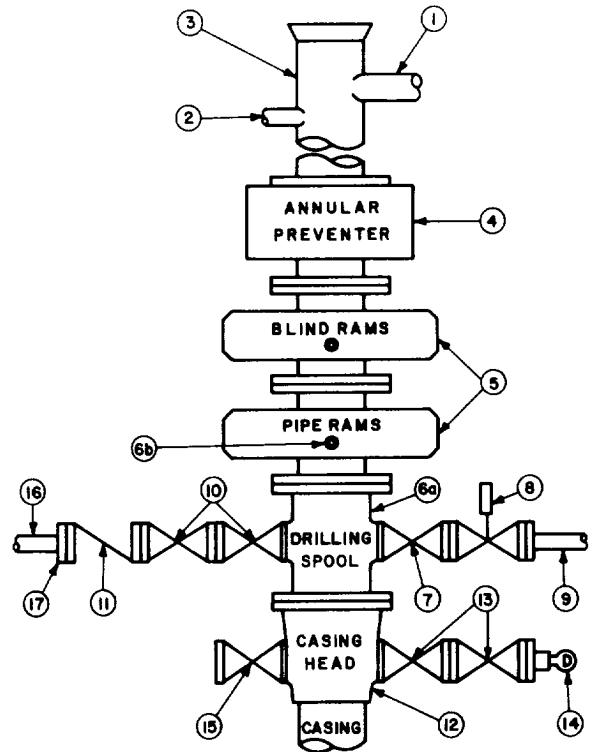 1
3
2
ANNULAR
PREVENTER
4
BLIND RAMS
5
PIPE RAMS
6b
6a
8
16
10
DRILLING
SPOOL
17
11
7
9
13
CASING
HEAD
D
15
12
14
CASING